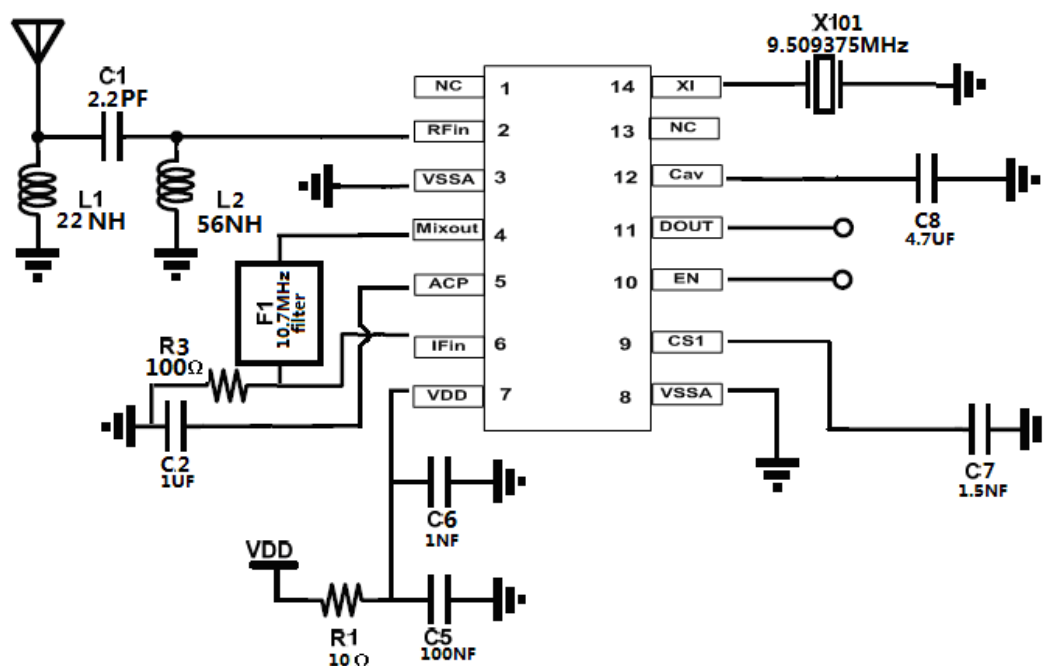 X101
9.509375MHz
C1
2.2PF
NC
1
14
XI
RFin
2
13
NC
VSSA
3
12
Cav
L1
22 NH
L2
56NH
Mixout
4
11
DOUT
C8
4.7UF
ACP
5
10
EN
F1
10.7MHz
filter
IFin
6
9
CS1
R3
100Ω
VDD
7
8
VSSA
C2
1UF
C7
1.5NF
C6
1NF
VDD
R1
10 Ω
C5
100NF